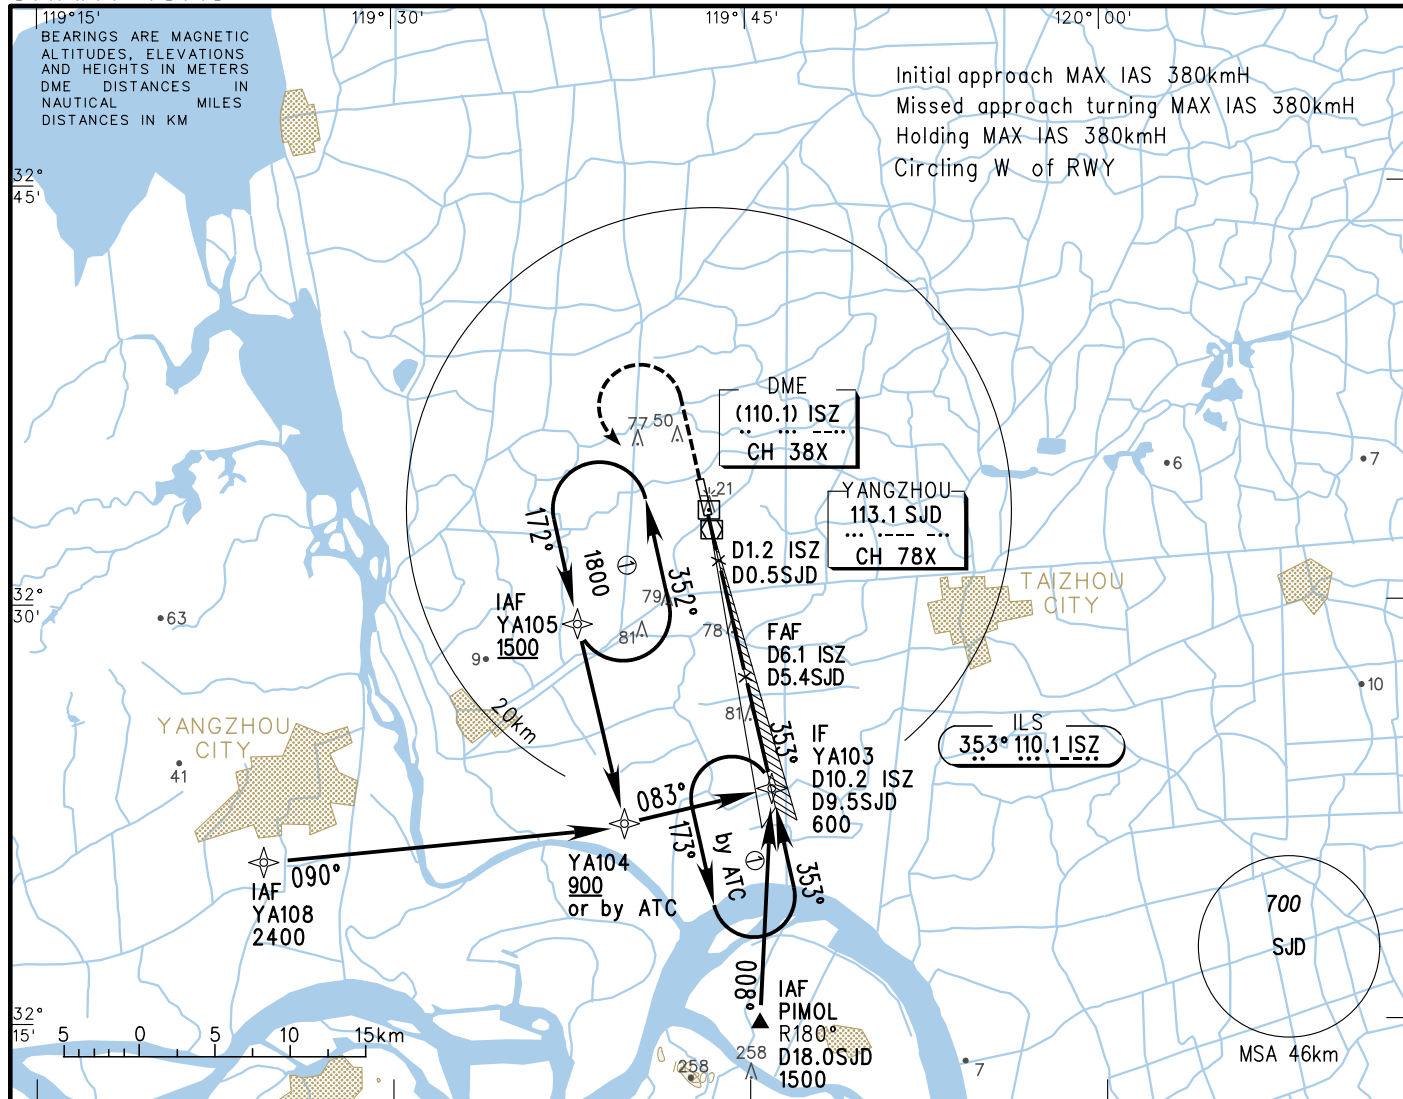 119°15'
119°30'
119°45'
120°00'
BEARINGS ARE MAGNETIC
ALTITUDES, ELEVATIONS
AND HEIGHTS IN METERS
DME DISTANCES IN
NAUTICAL MILES
DISTANCES IN KM
Initial approach MAX IAS 380kmH
Missed approach turning MAX IAS 380kmH
Holding MAX IAS 380kmH
Circling W of RWY
32°
45'
DME
(110.1) ISZ
CH 38X
77
50
6
7
21
YANGZHOU
113.1 SJD
CH 78X
172°
1800
1
352°
D1.2 ISZ
D0.5SJD
TAIZHOU
CITY
32°
30'
63
IAF
YA105
1500
79
81
78
9
FAF
D6.1 ISZ
D5.4SJD
10
20km
81
353°
YANGZHOU
CITY
41
ILS
353° 110.1 ISZ
IF
YA103
D10.2 ISZ
D9.5SJD
600
083°
173°
by ATC
1
353°
090°
IAF
YA108
2400
YA104
900
or by ATC
700
SJD
MSA 46km
008°
IAF
PIMOL
R180°
D18.0SJD
1500
32°
15'
5 0 5 10 15km
258
258
7